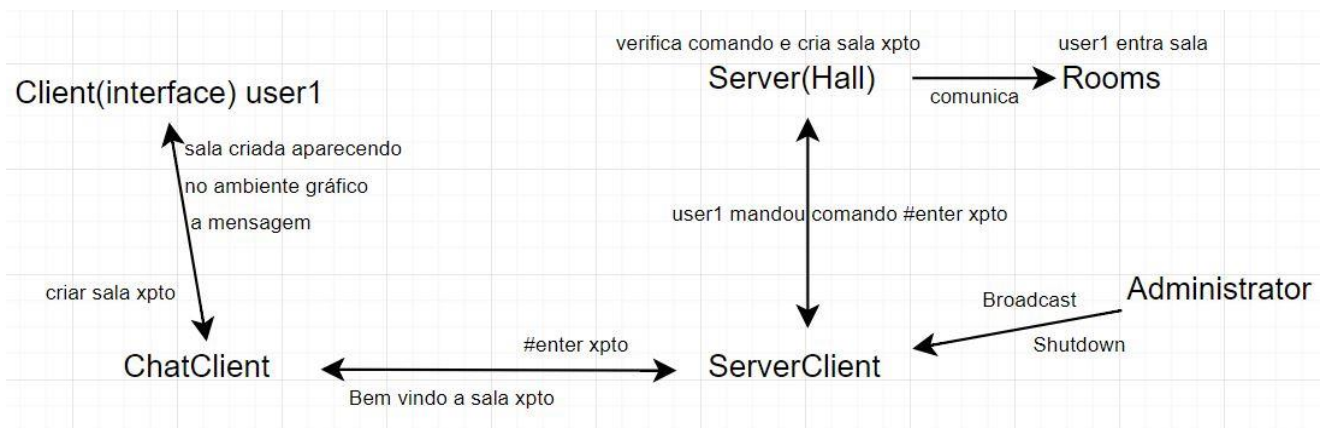 verifica comando e cria sala xpto
user1 entra sala
Client(interface) user1
Server(Hall)
Rooms
comunica
sala criada aparecendo
no ambiente gráfico
a mensagem
user1 mandou comando #enter xpto
criar sala xpto
Broadcast
Administrator
Shutdown
#enter xpto
ChatClient
ServerClient
Bem vindo a sala xpto